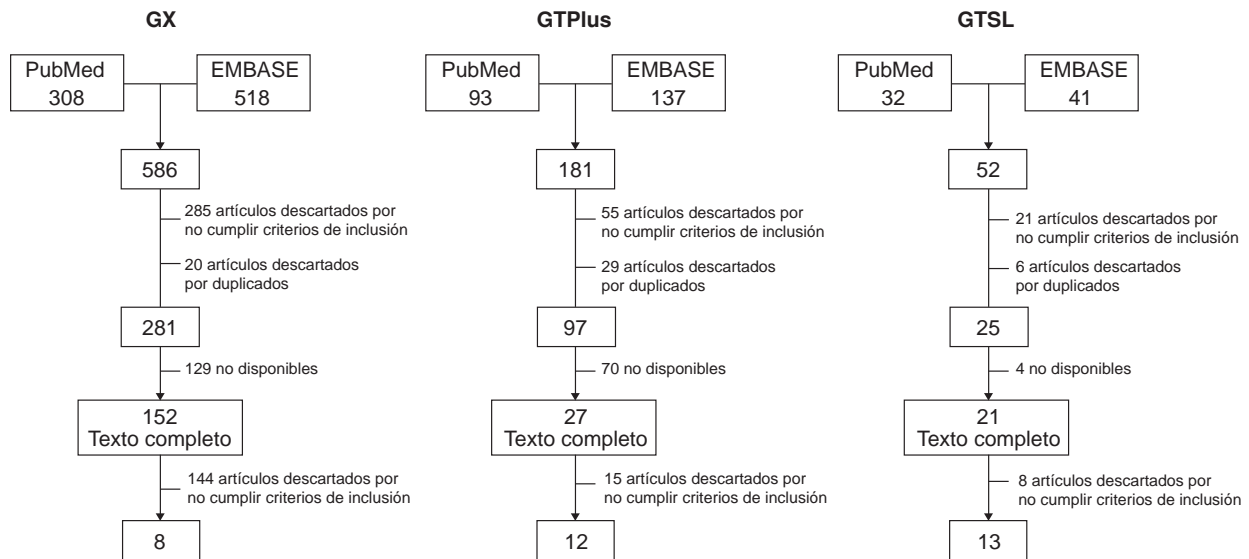 GX
PubMed
308
EMBASE
518
586
285 artículos descartados por
no cumplir criterios de inclusión
20 artículos descartados
por duplicados
281
129 no disponibles
152
Texto completo
144 artículos descartados por
no cumplir criterios de inclusión
8
GTPlus
PubMed
93
EMBASE
137
181
55 artículos descartados por
no cumplir criterios de inclusión
29 artículos descartados
por duplicados
97
70 no disponibles
27
Texto completo
15 artículos descartados por
no cumplir criterios de inclusión
12
GTSL
PubMed
32
EMBASE
41
52
21 artículos descartados por
no cumplir criterios de inclusión
6 artículos descartados
por duplicados
25
4 no disponibles
21
Texto completo
8 artículos descartados por
no cumplir criterios de inclusión
13